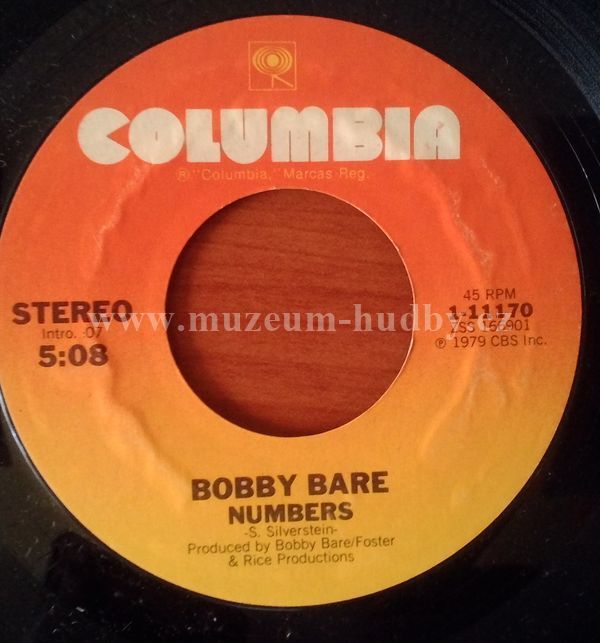 COLUMBIA
® "Columbia," Marcas Reg.
STEREO
Intro. :07
5:08
45 RPM
1-11170
ZSS 166901
℗ 1979 CBS Inc.
www.muzeum-hudby.cz
BOBBY BARE
NUMBERS
-S. Silverstein-
Produced by Bobby Bare/Foster
& Rice Productions